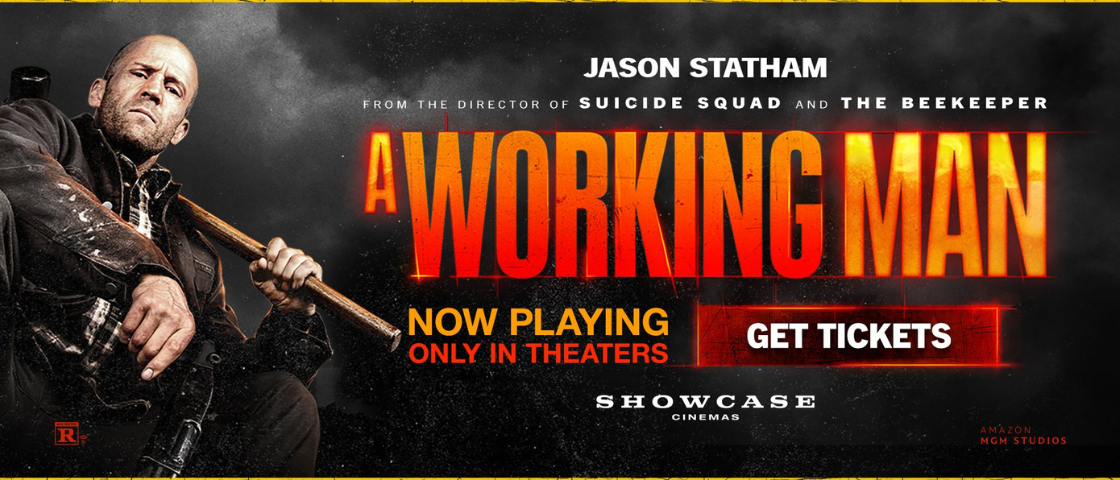 JASON STATHAM
FROM THE DIRECTOR OF SUICIDE SQUAD AND THE BEEKEEPER
A WORKING MAN
NOW PLAYING
ONLY IN THEATERS
GET TICKETS
SHOWCASE
CINEMAS
R
AMAZON
MGM STUDIOS